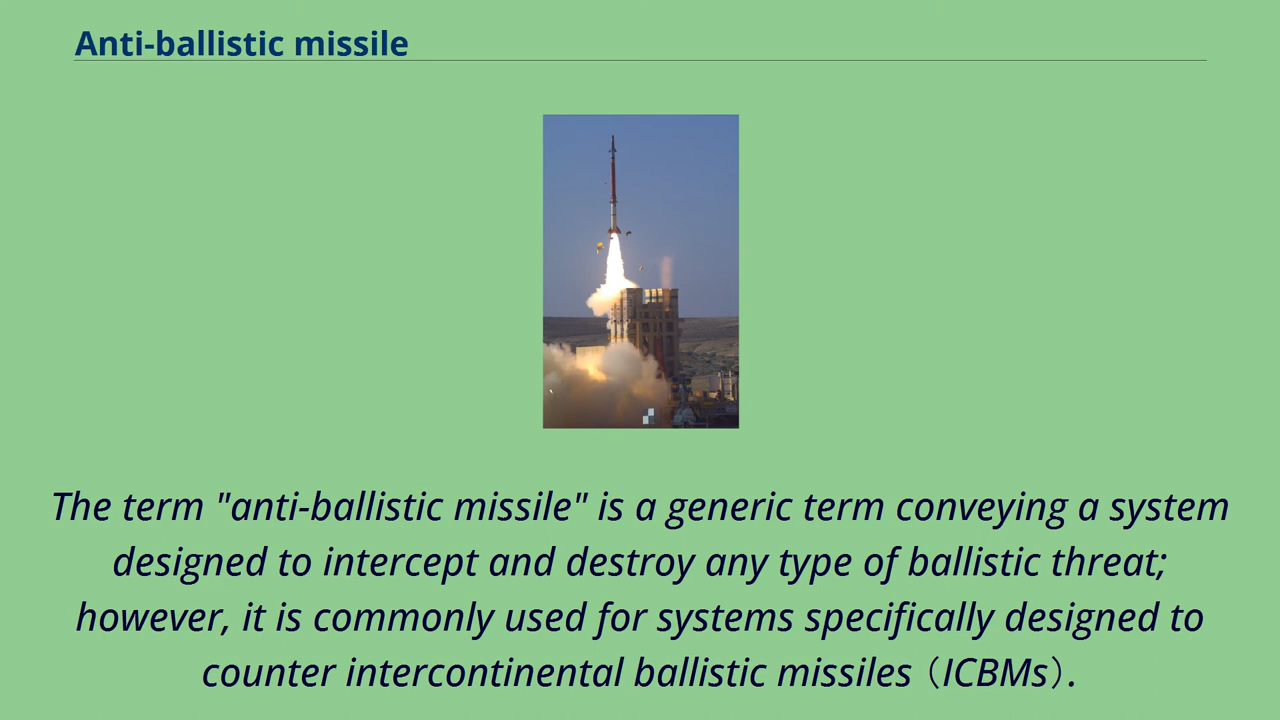 Anti-ballistic missile
The term "anti-ballistic missile" is a generic term conveying a system
designed to intercept and destroy any type of ballistic threat;
however, it is commonly used for systems specifically designed to
counter intercontinental ballistic missiles（ICBMs）.